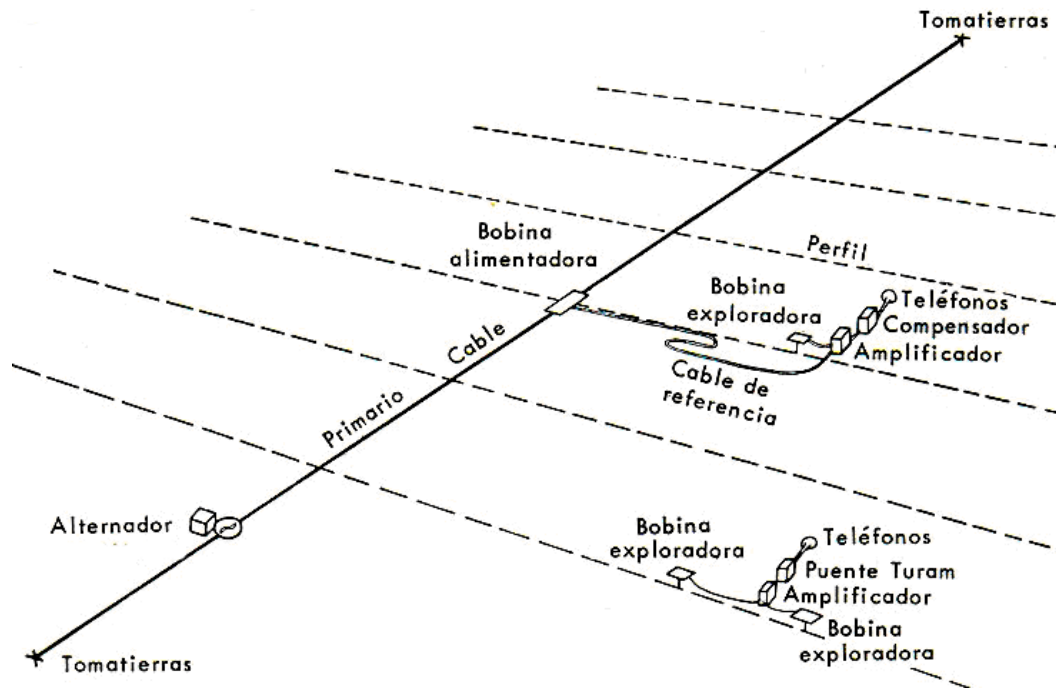 Tomatierras
Bobina
alimentadora
Perfil
Bobina
exploradora
Teléfonos
Compensador
Amplificador
Cable de
referencia
Primario Cable
Alternador
Bobina
exploradora
Teléfonos
Puente Turam
Amplificador
Bobina
exploradora
Tomatierras